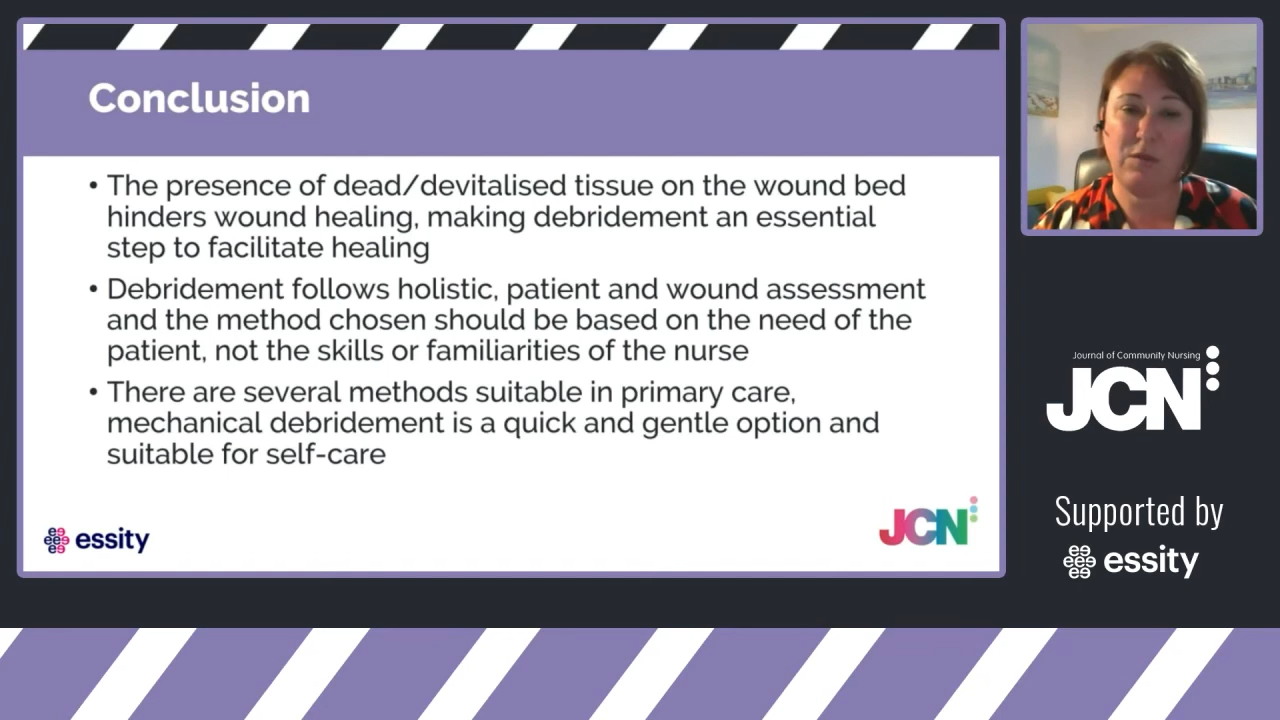 Conclusion
• The presence of dead/devitalised tissue on the wound bed
hinders wound healing, making debridement an essential
step to facilitate healing
• Debridement follows holistic, patient and wound assessment
and the method chosen should be based on the need of the
patient, not the skills or familiarities of the nurse
• There are several methods suitable in primary care,
mechanical debridement is a quick and gentle option and
suitable for self-care
essity
JCN
Journal of Community Nursing
JCN
Supported by
essity